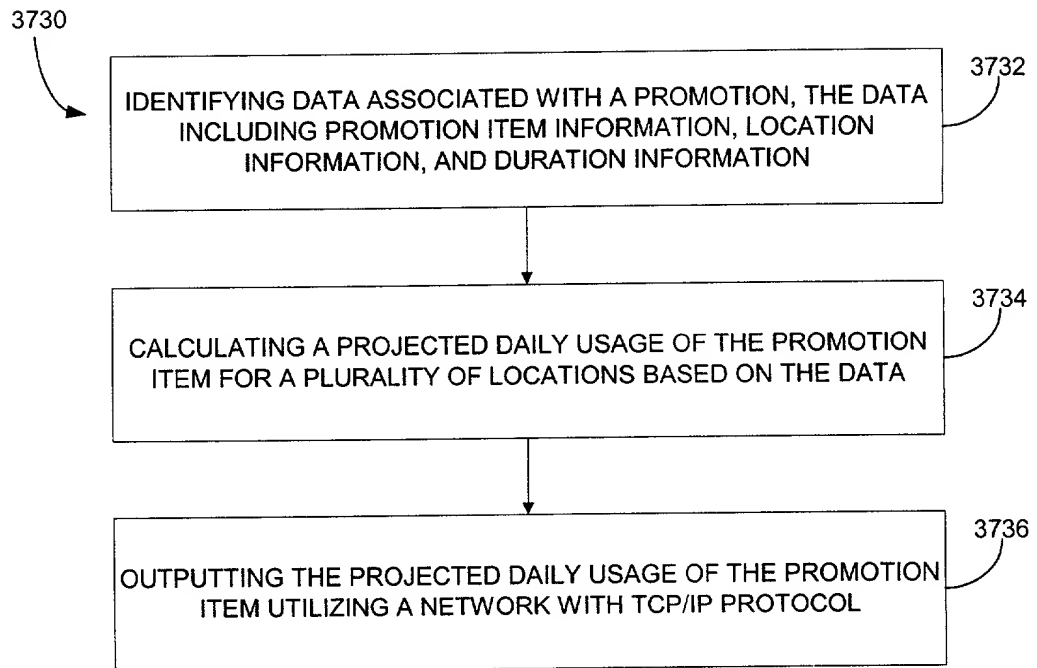 3730
3732
IDENTIFYING DATA ASSOCIATED WITH A PROMOTION, THE DATA
INCLUDING PROMOTION ITEM INFORMATION, LOCATION
INFORMATION, AND DURATION INFORMATION
3734
CALCULATING A PROJECTED DAILY USAGE OF THE PROMOTION
ITEM FOR A PLURALITY OF LOCATIONS BASED ON THE DATA
3736
OUTPUTTING THE PROJECTED DAILY USAGE OF THE PROMOTION
ITEM UTILIZING A NETWORK WITH TCP/IP PROTOCOL